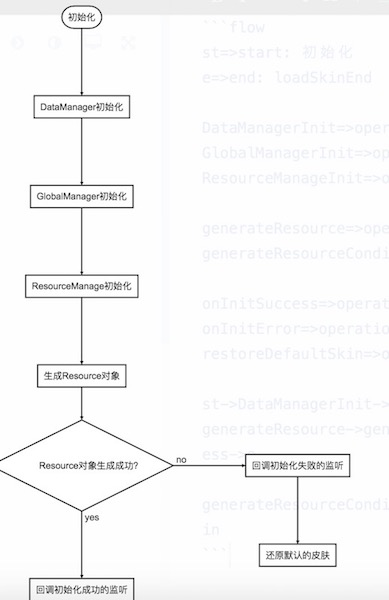 初始化
DataManager初始化
GlobalManager初始化
ResourceManage初始化
生成Resource对象
Resource对象生成成功?
no
回调初始化失败的监听
yes
还原默认的皮肤
回调初始化成功的监听
```flow
st=>start: 初始化
e=>end: loadSkinEnd
DataManagerInit=>oper
GlobalManagerInit=>op
ResourceManageInit=>o
generateResource=>ope
generateResourceCondi
onInitSuccess=>operat
onInitError=>operatio
restoreDefaultSkin=>o
st->DataManagerInit->
generateResource->gen
ess->
generateResourceCondi
in
```